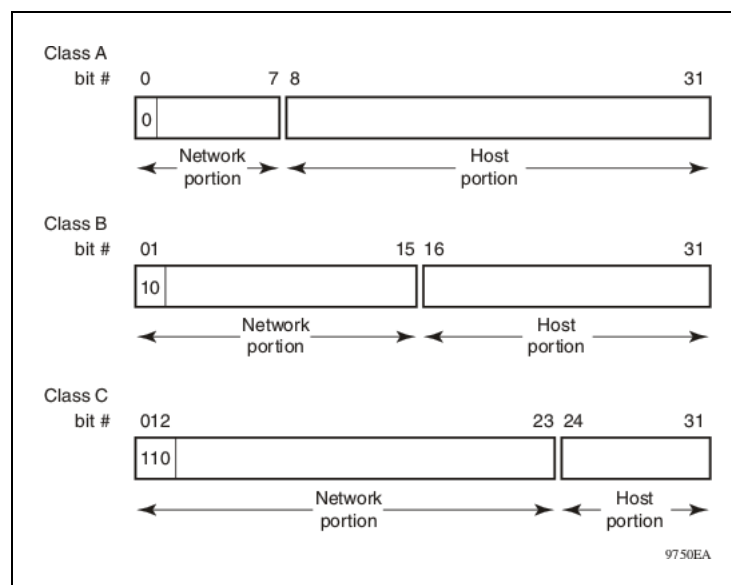 Class A
bit # 0 7 8 31
0
Network portion Host portion
Class B
bit # 01 15 16 31
10
Network portion Host portion
Class C
bit # 012 23 24 31
110
Network portion Host portion
9750EA